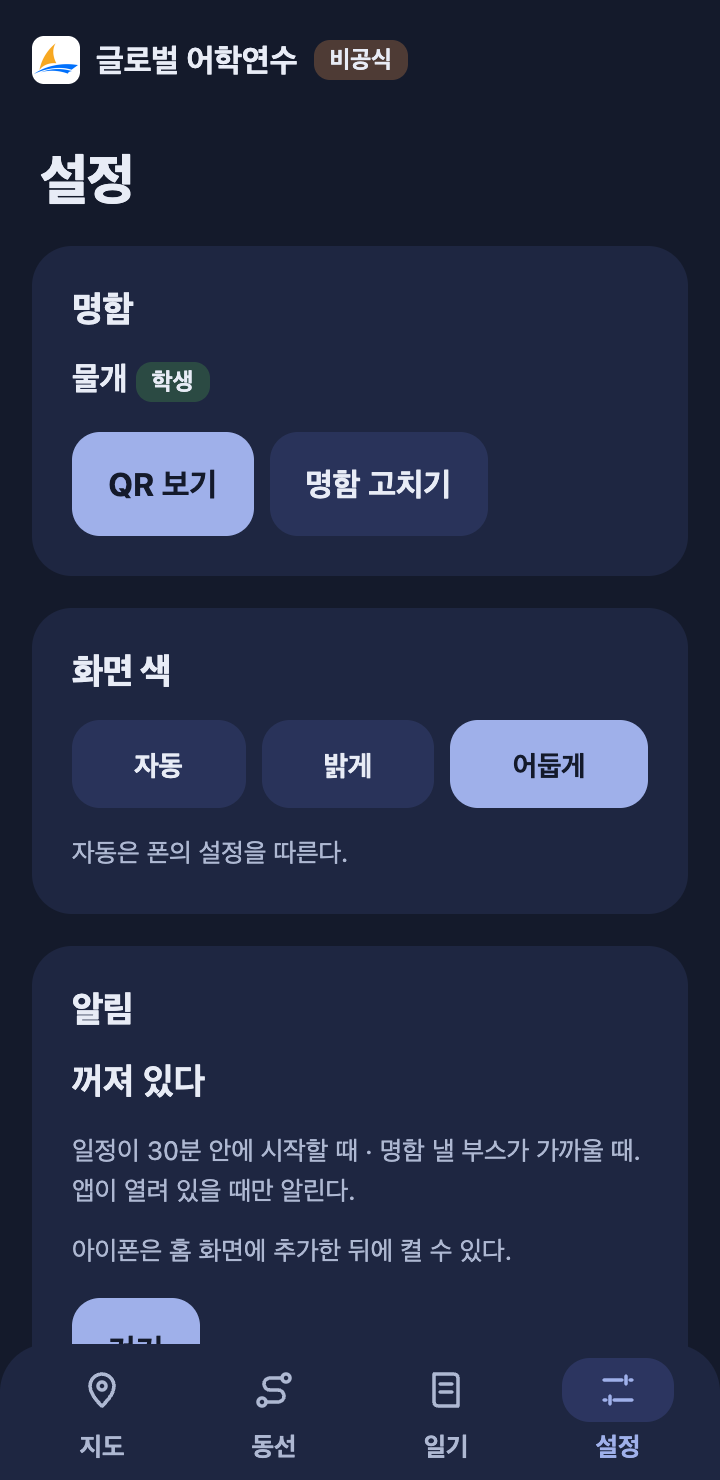 글로벌 어학연수 비공식
설정
명함
물개 학생
QR 보기 명함 고치기
화면 색
자동 밝게 어둡게
자동은 폰의 설정을 따른다.
알림
꺼져 있다
일정이 30분 안에 시작할 때 · 명함 낼 부스가 가까울 때.
앱이 열려 있을 때만 알린다.
아이폰은 홈 화면에 추가한 뒤에 켤 수 있다.
지도 동선 일기 설정